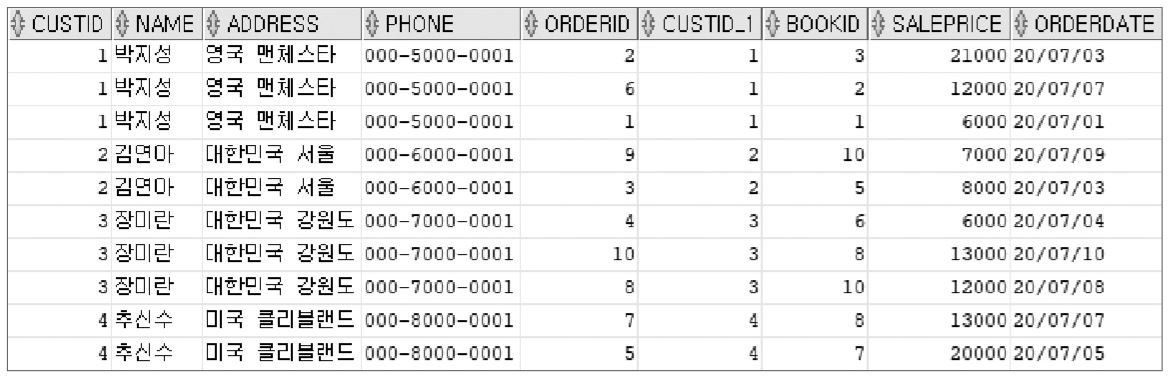 CUSTID NAME ADDRESS PHONE ORDERID CUSTID_1 BOOKID SALEPRICE ORDERDATE
1 박지성 영국 맨체스타 000-5000-0001 2 1 3 21000 20/07/03
1 박지성 영국 맨체스타 000-5000-0001 6 1 2 12000 20/07/07
1 박지성 영국 맨체스타 000-5000-0001 1 1 1 6000 20/07/01
2 김연아 대한민국 서울 000-6000-0001 9 2 10 7000 20/07/09
2 김연아 대한민국 서울 000-6000-0001 3 2 5 8000 20/07/03
3 장미란 대한민국 강원도 000-7000-0001 4 3 6 6000 20/07/04
3 장미란 대한민국 강원도 000-7000-0001 10 3 8 13000 20/07/10
3 장미란 대한민국 강원도 000-7000-0001 8 3 10 12000 20/07/08
4 추신수 미국 클리블랜드 000-8000-0001 7 4 8 13000 20/07/07
4 추신수 미국 클리블랜드 000-8000-0001 5 4 7 20000 20/07/05